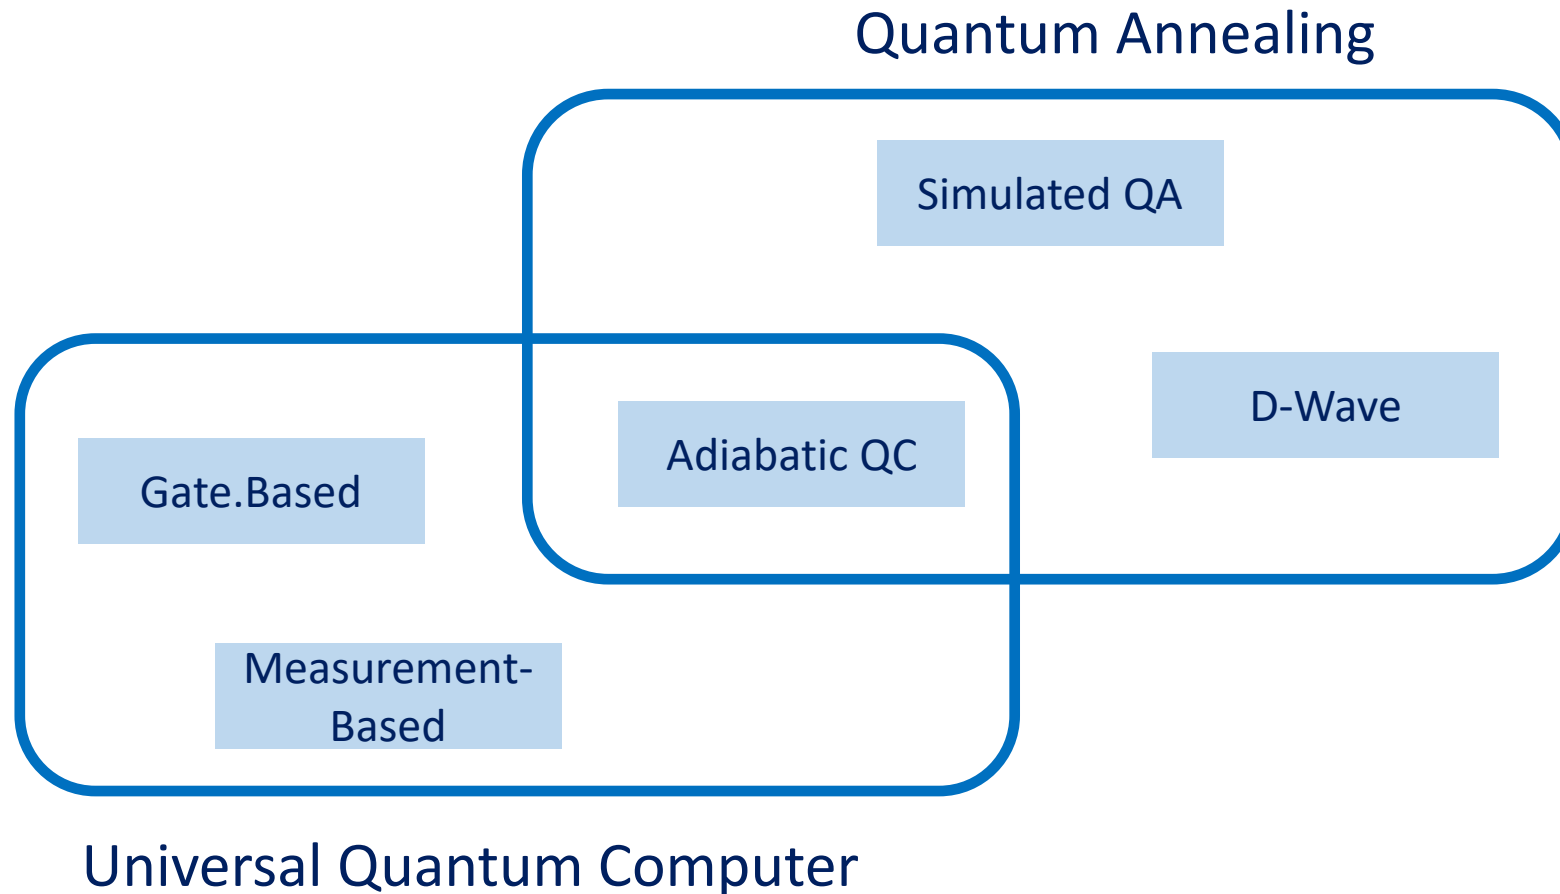 Quantum Annealing
Simulated QA
D-Wave
Adiabatic QC
Gate.Based
Measurement-
Based
Universal Quantum Computer